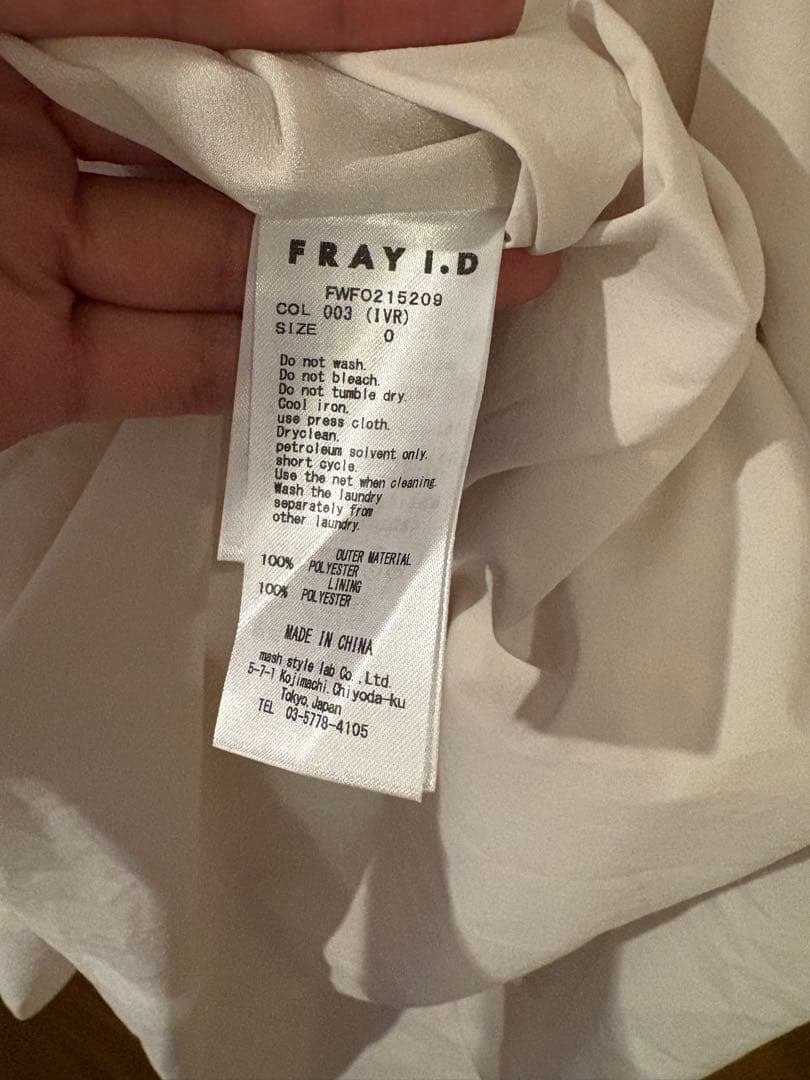 FRAY I.D
FWFO215209
COL 003 (IVR)
SIZE 0
Do not wash.
Do not bleach.
Do not tumble dry.
Cool iron.
use press cloth.
Dryclean.
petroleum solvent only.
short cycle.
Use the net when cleaning.
Wash the laundry
separately from
other laundry.
OUTER MATERIAL
100% POLYESTER
LINING
100% POLYESTER
MADE IN CHINA
mash style lab Co.,Ltd.
5-7-1 Kojimachi.Chiyoda-ku
Tokyo,Japan
TEL 03-5778-4105